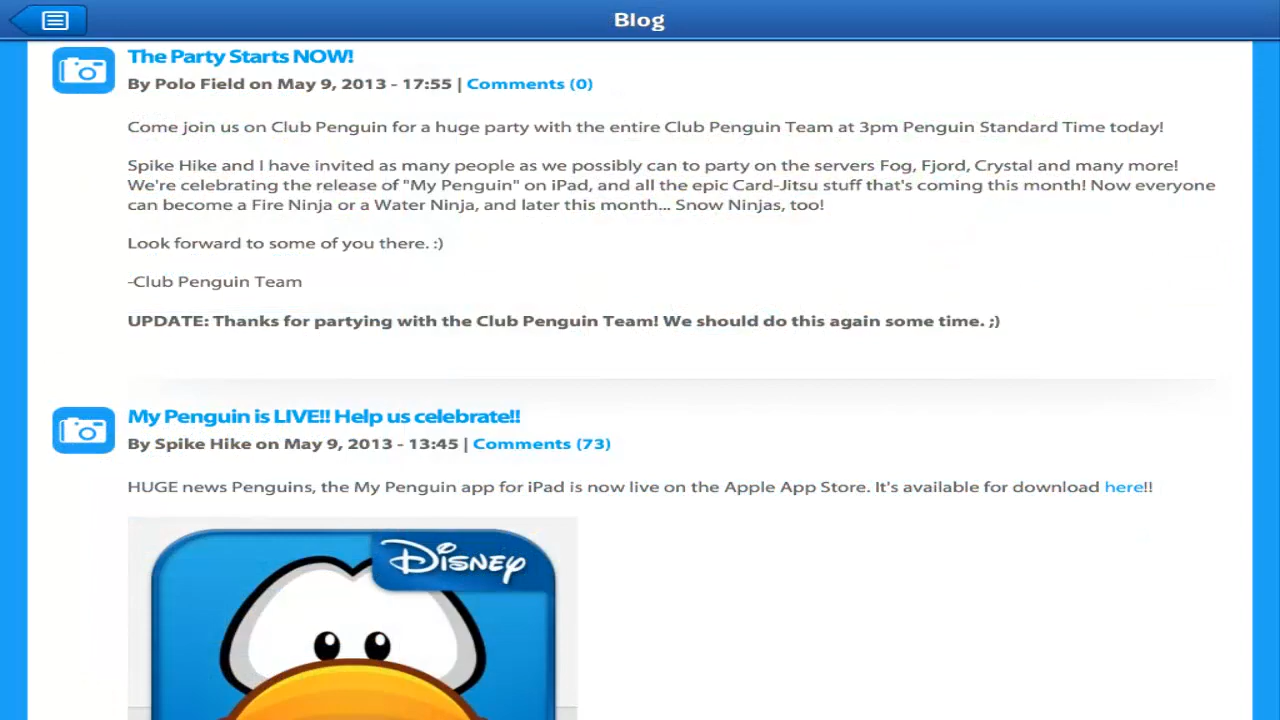 Blog
The Party Starts NOW!
By Polo Field on May 9, 2013 - 17:55 | Comments (0)
Come join us on Club Penguin for a huge party with the entire Club Penguin Team at 3pm Penguin Standard Time today!
Spike Hike and I have invited as many people as we possibly can to party on the servers Fog, Fjord, Crystal and many more!
We're celebrating the release of "My Penguin" on iPad, and all the epic Card-Jitsu stuff that's coming this month! Now everyone
can become a Fire Ninja or a Water Ninja, and later this month... Snow Ninjas, too!
Look forward to some of you there. :)
-Club Penguin Team
UPDATE: Thanks for partying with the Club Penguin Team! We should do this again some time. ;)
My Penguin is LIVE!! Help us celebrate!!
By Spike Hike on May 9, 2013 - 13:45 | Comments (73)
HUGE news Penguins, the My Penguin app for iPad is now live on the Apple App Store. It's available for download here!!
Disney